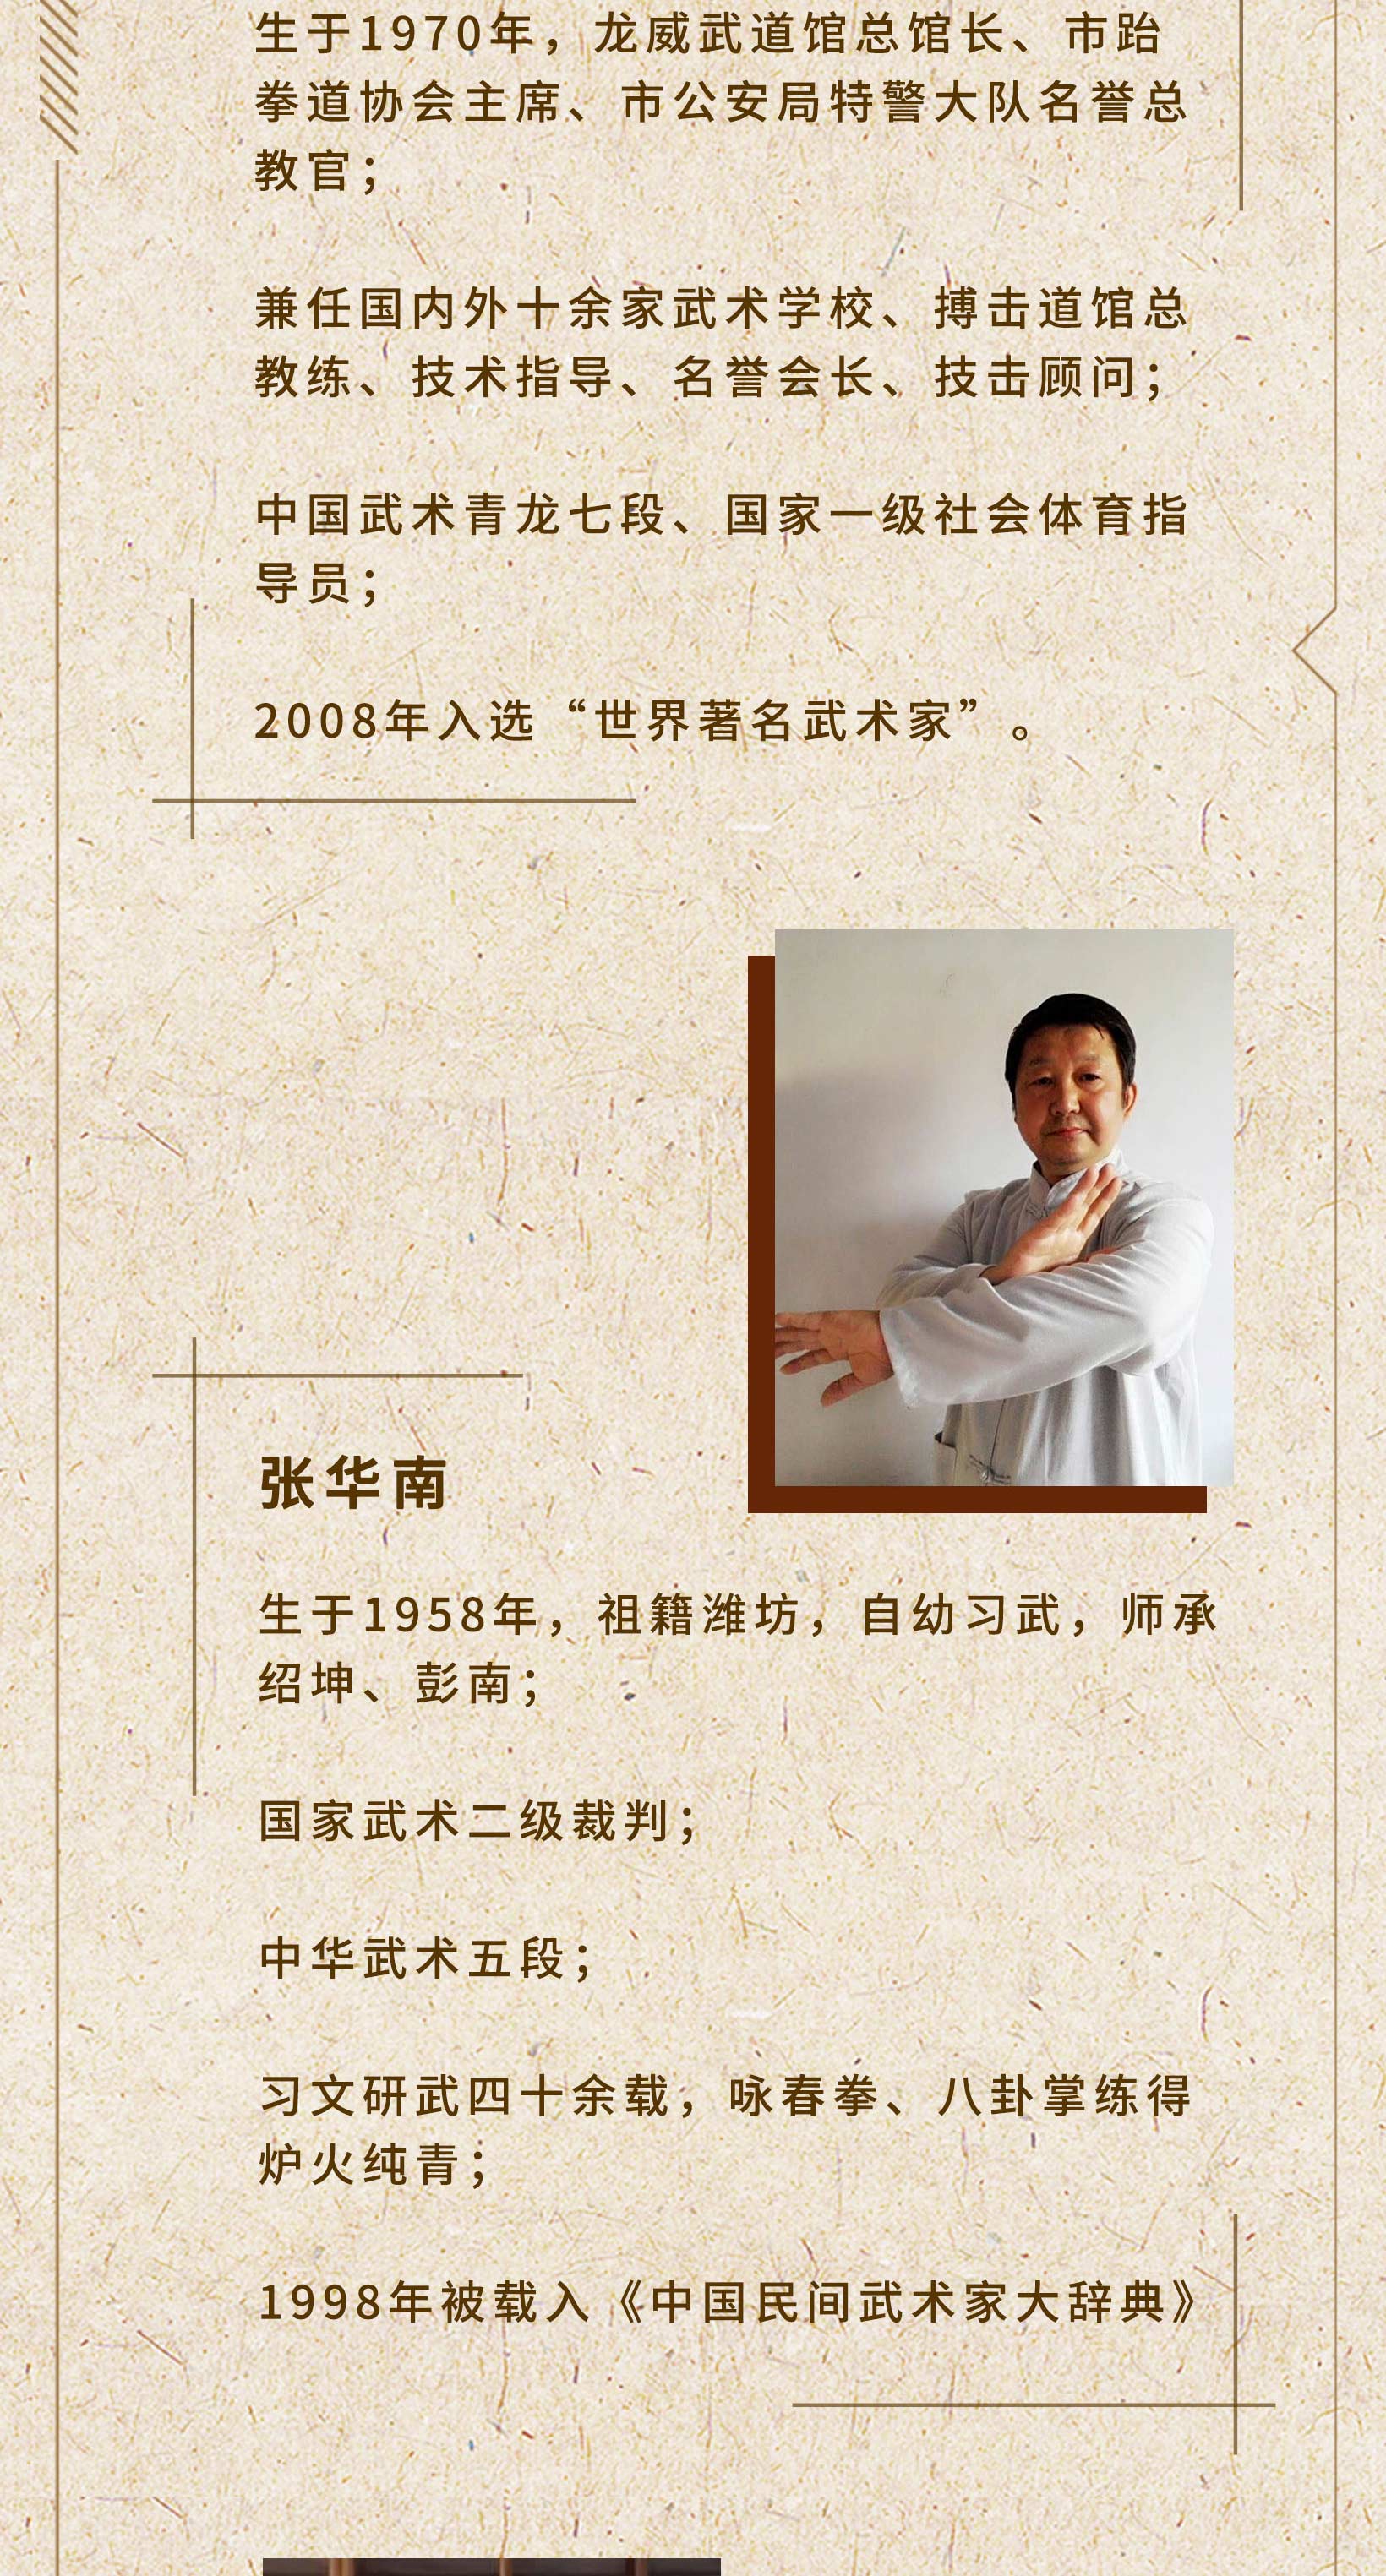 生于1970年，龙威武道馆总馆长、市跆
拳道协会主席、市公安局特警大队名誉总
教官；
兼任国内外十余家武术学校、搏击道馆总
教练、技术指导、名誉会长、技击顾问；
中国武术青龙七段、国家一级社会体育指
导员；
2008年入选“世界著名武术家”。
张华南
生于1958年，祖籍潍坊，自幼习武，师承
绍坤、彭南；
国家武术二级裁判；
中华武术五段；
习文研武四十余载，咏春拳、八卦掌练得
炉火纯青；
1998年被载入《中国民间武术家大辞典》